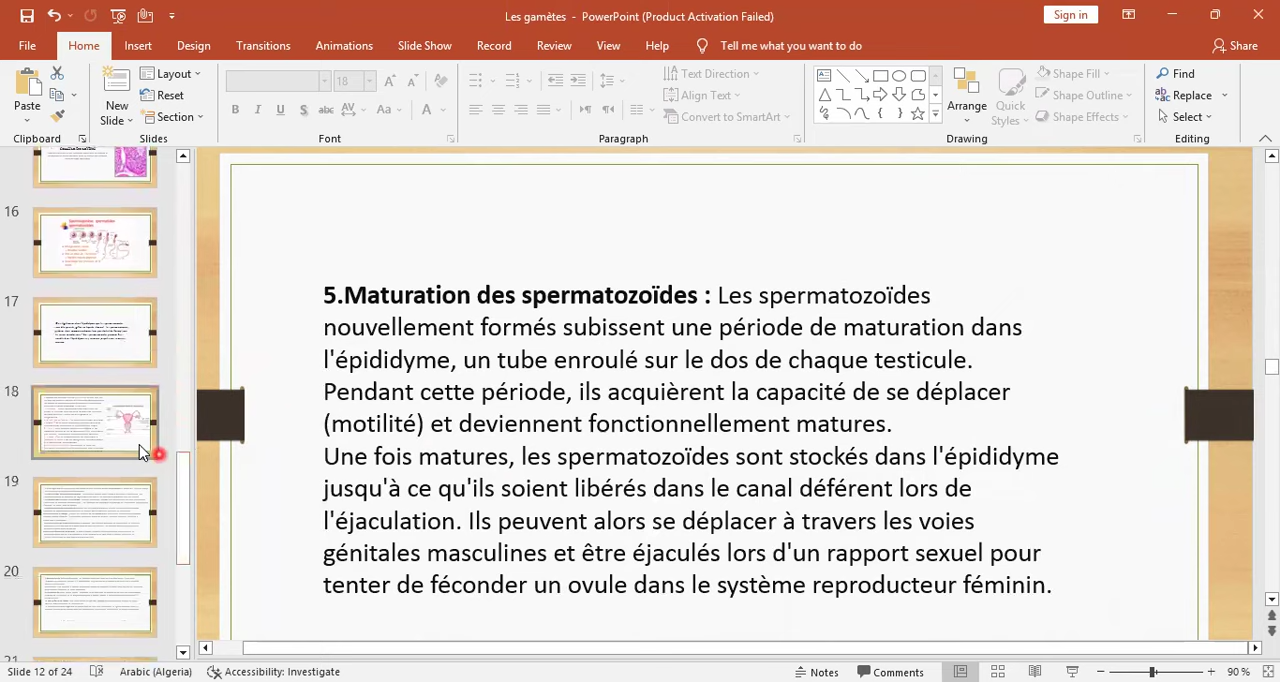 Les gamètes - PowerPoint (Product Activation Failed)
Sign in
File Home Insert Design Transitions Animations Slide Show Record Review View Help Tell me what you want to do Share
Paste
Clipboard
New Slide
Layout
Reset
Section
Slides
18
Font
Text Direction
Align Text
Convert to SmartArt
Paragraph
Arrange
Quick Styles
Shape Fill
Shape Outline
Shape Effects
Drawing
Find
Replace
Select
Editing
16
17
18
19
20
21
5.Maturation des spermatozoïdes : Les spermatozoïdes
nouvellement formés subissent une période de maturation dans
l'épididyme, un tube enroulé sur le dos de chaque testicule.
Pendant cette période, ils acquièrent la capacité de se déplacer
(motilité) et deviennent fonctionnellement matures.
Une fois matures, les spermatozoïdes sont stockés dans l'épididyme
jusqu'à ce qu'ils soient libérés dans le canal déférent lors de
l'éjaculation. Ils peuvent alors se déplacer à travers les voies
génitales masculines et être éjaculés lors d'un rapport sexuel pour
tenter de féconder un ovule dans le système reproducteur féminin.
Slide 12 of 24 Arabic (Algeria) Accessibility: Investigate Notes Comments 90 %